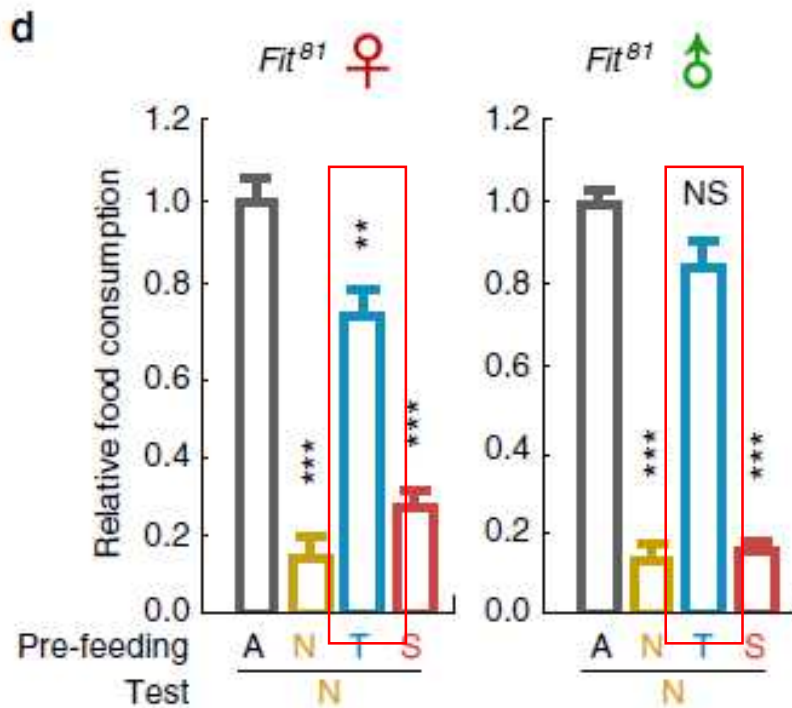 d
Fit⁸¹ ♀ Fit⁸¹ ♂
Relative food consumption
1.2 1.2
1.0 1.0
0.8 0.8
0.6 0.6
0.4 0.4
0.2 0.2
0.0 0.0
** NS
*** *** *** ***
Pre-feeding A N T S A N T S
Test N N